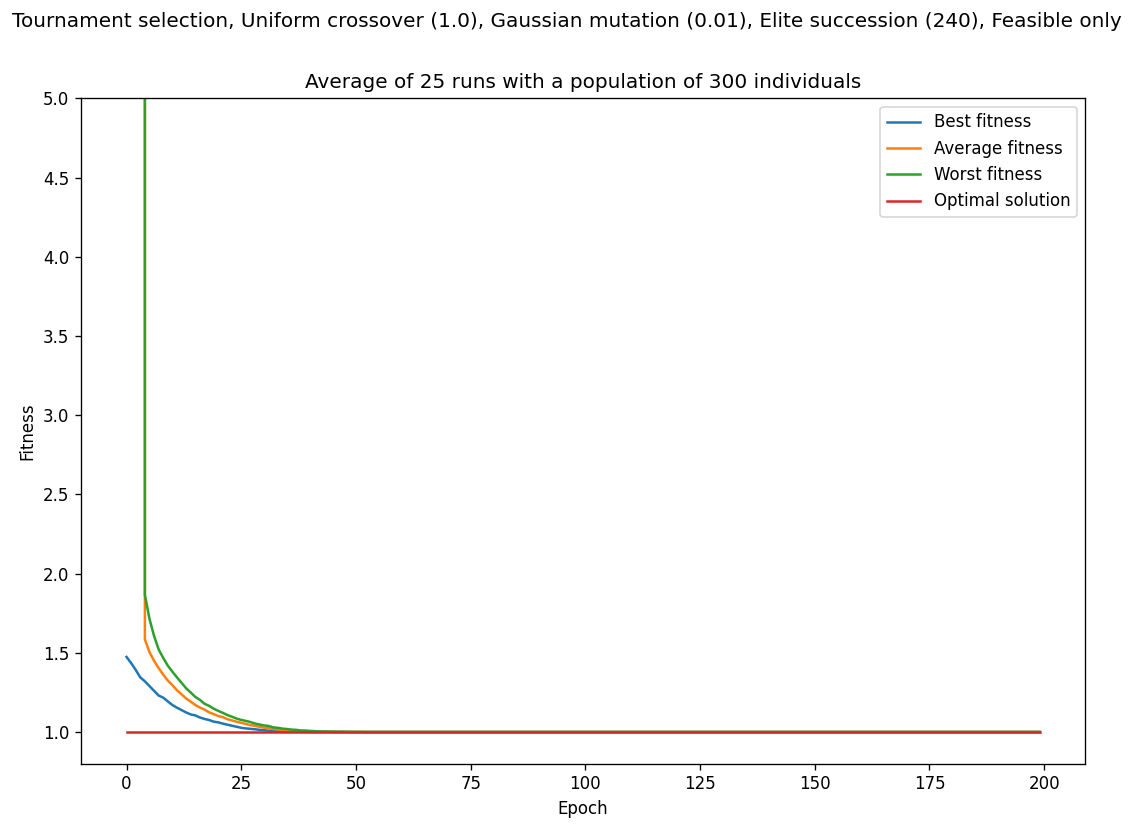 Tournament selection, Uniform crossover (1.0), Gaussian mutation (0.01), Elite succession (240), Feasible only
Average of 25 runs with a population of 300 individuals
Best fitness
Average fitness
Worst fitness
Optimal solution
Fitness
5.0
4.5
4.0
3.5
3.0
2.5
2.0
1.5
1.0
0
25
50
75
100
125
150
175
200
Epoch